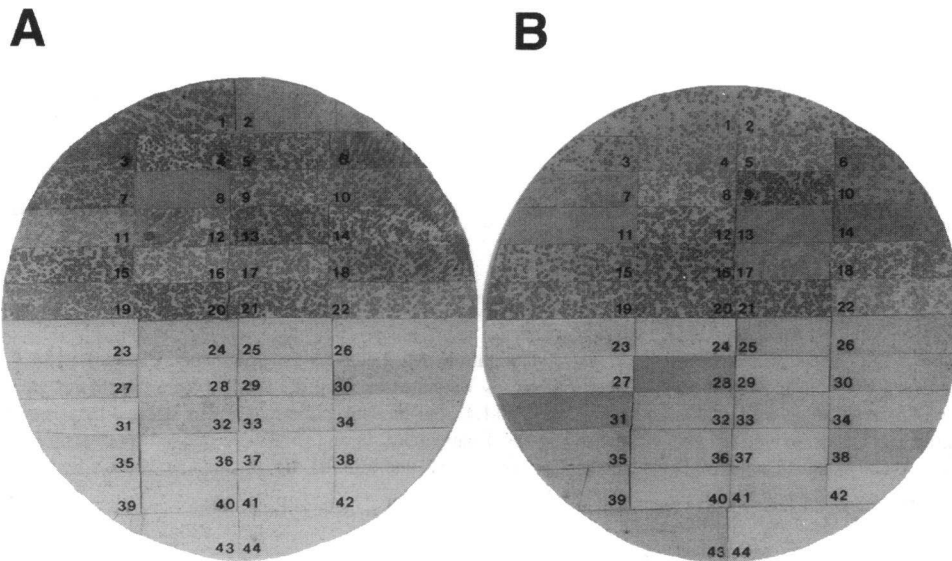 A B
1 2 1 2
3 4 5 6 3 4 5 6
7 8 9 10 7 8 9 10
11 12 13 14 11 12 13 14
15 16 17 18 15 16 17 18
19 20 21 22 19 20 21 22
23 24 25 26 23 24 25 26
27 28 29 30 27 28 29 30
31 32 33 34 31 32 33 34
35 36 37 38 35 36 37 38
39 40 41 42 39 40 41 42
43 44 43 44